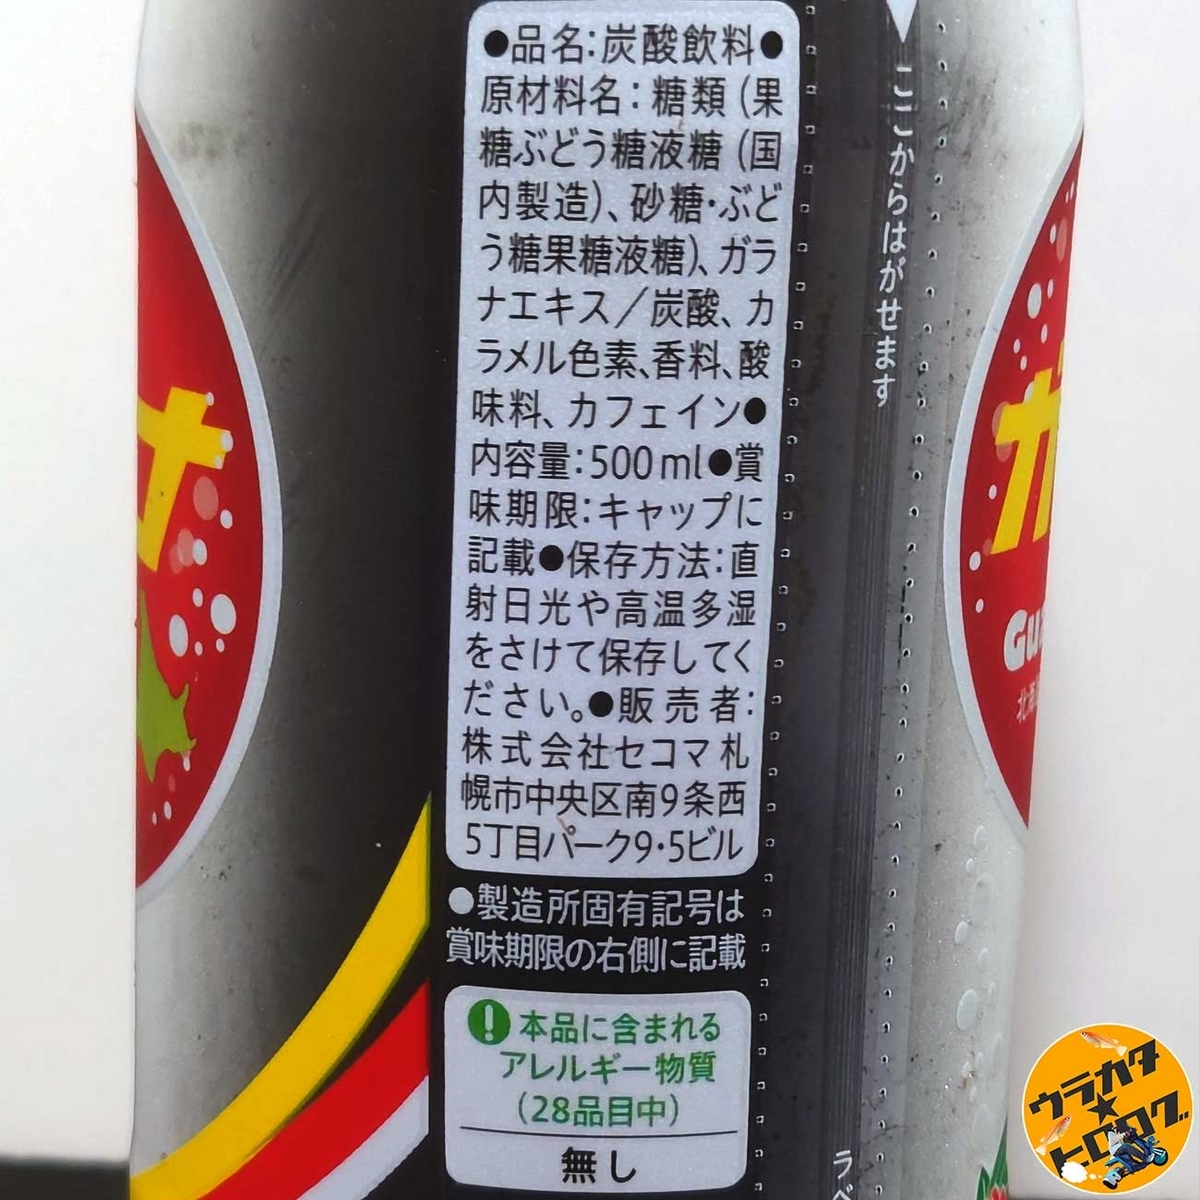 ●品名:炭酸飲料●
原材料名:糖類(果
糖ぶどう糖液糖(国
内製造)、砂糖・ぶど
う糖果糖液糖)、ガラ
ナエキス/炭酸、カ
ラメル色素、香料、酸
味料、カフェイン●
内容量:500ml●賞
味期限:キャップに
記載●保存方法:直
射日光や高温多湿
をさけて保存してく
ださい。●販売者:
株式会社セコマ札
幌市中央区南9条西
5丁目パーク9・5ビル
●製造所固有記号は
賞味期限の右側に記載
本品に含まれる
アレルギー物質
(28品目中)
無し
ここからはがせます
ナ
ガ
Gu
北海
ラベ
ウラカタ
★
ヒロログ